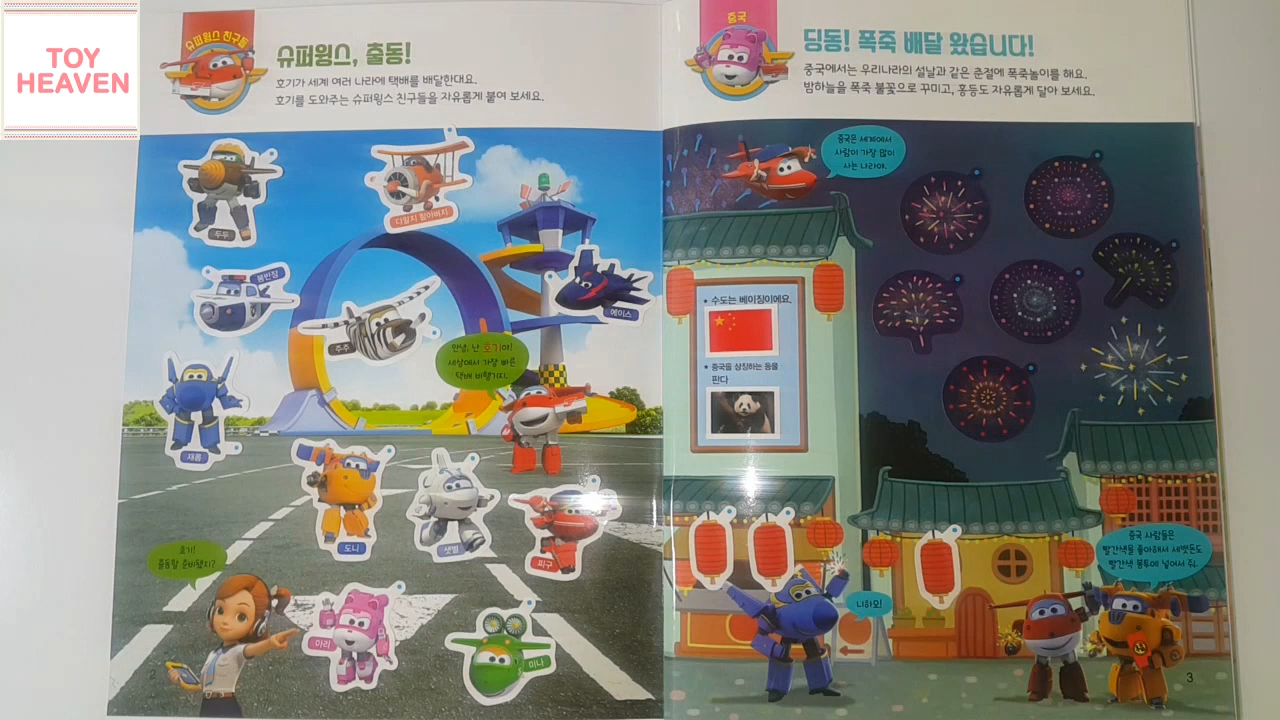 TOY
HEAVEN
슈퍼윙스 친구들
슈퍼윙스, 출동!
호기가 세계 여러 나라에 택배를 배달한대요.
호기를 도와주는 슈퍼윙스 친구들을 자유롭게 붙여 보세요.
두두
다알지 할아버지
봉반장
에이스
주주
안녕, 난 호기야!
세상에서 가장 빠른
택배 비행기지.
재롬
도니
샛별
파구
호기!
출동할 준비됐지?
아리
미나
중국
딩동! 폭죽 배달 왔습니다!
중국에서는 우리나라의 설날과 같은 춘절에 폭죽놀이를 해요.
밤하늘을 폭죽 불꽃으로 꾸미고, 홍등도 자유롭게 달아 보세요.
중국은 세계에서
사람이 가장 많이
사는 나라야.
★ 수도는 베이징이에요.
★ 중국을 상징하는 동물
판다
니하오!
중국 사람들은
빨간색을 좋아해서 세뱃돈도
빨간색 봉투에 넣어서 줘.
3